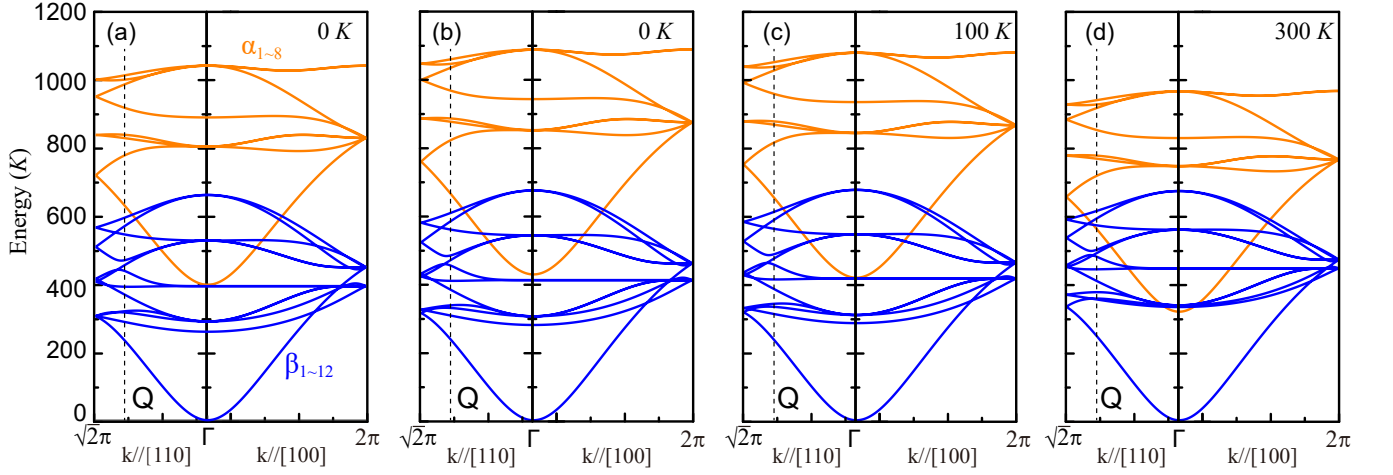 (a) 0 K
(b) 0 K
(c) 100 K
(d) 300 K
α1~8
β1~12
Energy (K)
1200
1000
800
600
400
200
0
Q
Q
Q
Q
√2π Γ 2π
√2π Γ 2π
√2π Γ 2π
√2π Γ 2π
k//[110] k//[100]
k//[110] k//[100]
k//[110] k//[100]
k//[110] k//[100]